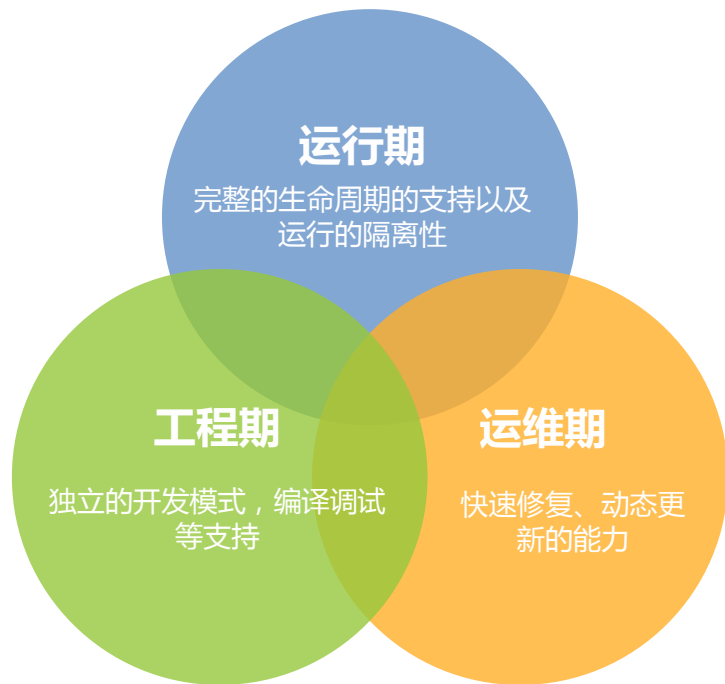 运行期
完整的生命周期的支持以及
运行的隔离性
工程期
独立的开发模式，编译调试
等支持
运维期
快速修复、动态更
新的能力